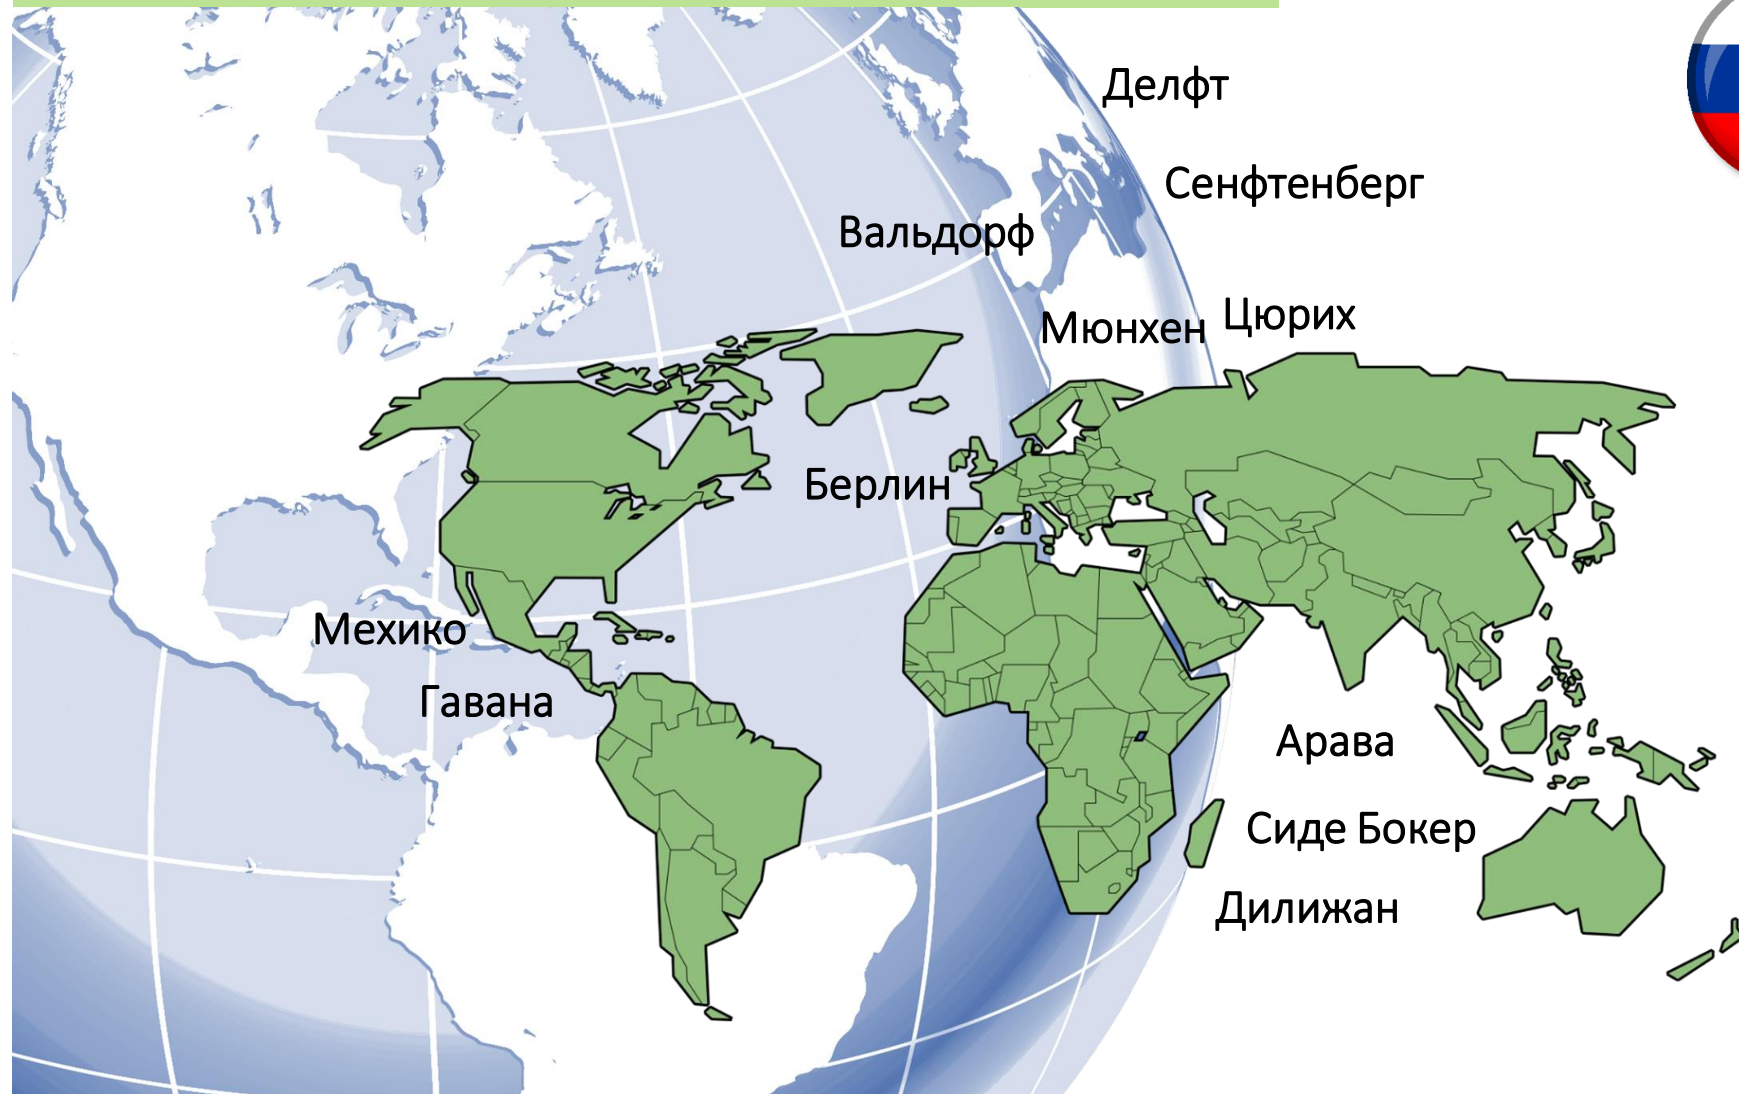 Делфт
Сенфтенберг
Вальдорф
Мюнхен
Цюрих
Берлин
Мехико
Гавана
Арава
Сиде Бокер
Дилижан